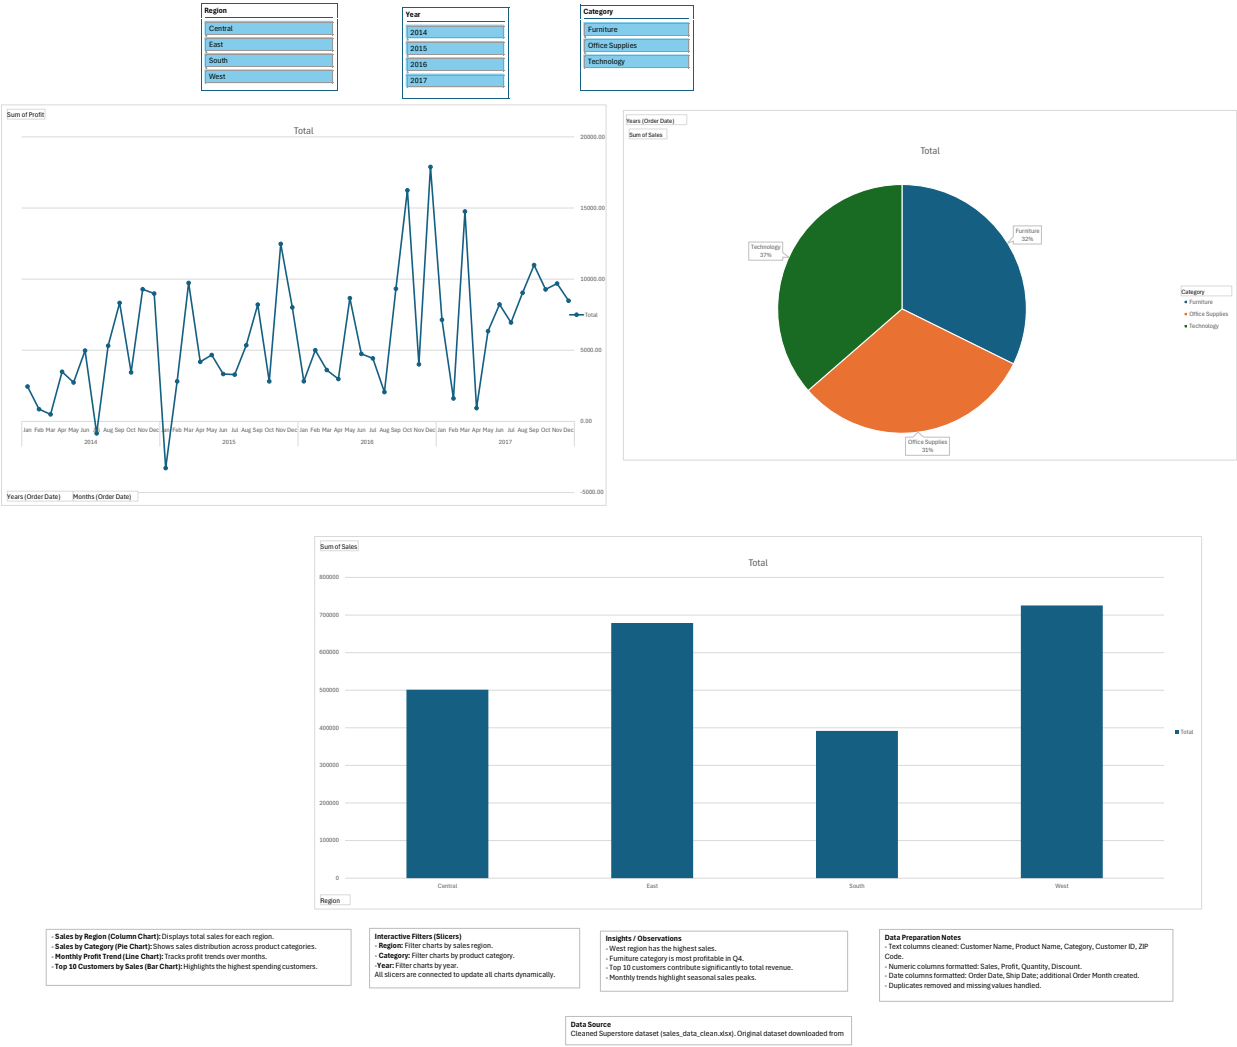 Region
Central
East
South
West
Year
2014
2015
2016
2017
Category
Furniture
Office Supplies
Technology
Sum of Profit
Total
20000.00
15000.00
10000.00
5000.00
0.00
-5000.00
Total
Jan Feb Mar Apr May Jun Jul Aug Sep Oct Nov Dec Jan Feb Mar Apr May Jun Jul Aug Sep Oct Nov Dec Jan Feb Mar Apr May Jun Jul Aug Sep Oct Nov Dec Jan Feb Mar Apr May Jun Jul Aug Sep Oct Nov Dec
2014 2015 2016 2017
Years (Order Date) Months (Order Date)
Years (Order Date)
Sum of Sales
Total
Furniture
32%
Technology
37%
Office Supplies
31%
Category
Furniture
Office Supplies
Technology
Sum of Sales
Total
800000
700000
600000
500000
400000
300000
200000
100000
0
Central East South West
Total
Region
- Sales by Region (Column Chart): Displays total sales for each region.
- Sales by Category (Pie Chart): Shows sales distribution across product categories.
- Monthly Profit Trend (Line Chart): Tracks profit trends over months.
- Top 10 Customers by Sales (Bar Chart): Highlights the highest spending customers.
Interactive Filters (Slicers)
- Region: Filter charts by sales region.
- Category: Filter charts by product category.
-Year: Filter charts by year.
All slicers are connected to update all charts dynamically.
Insights / Observations
- West region has the highest sales.
- Furniture category is most profitable in Q4.
- Top 10 customers contribute significantly to total revenue.
- Monthly trends highlight seasonal sales peaks.
Data Preparation Notes
- Text columns cleaned: Customer Name, Product Name, Category, Customer ID, ZIP
Code.
- Numeric columns formatted: Sales, Profit, Quantity, Discount.
- Date columns formatted: Order Date, Ship Date; additional Order Month created.
- Duplicates removed and missing values handled.
Data Source
Cleaned Superstore dataset (sales_data_clean.xlsx). Original dataset downloaded from